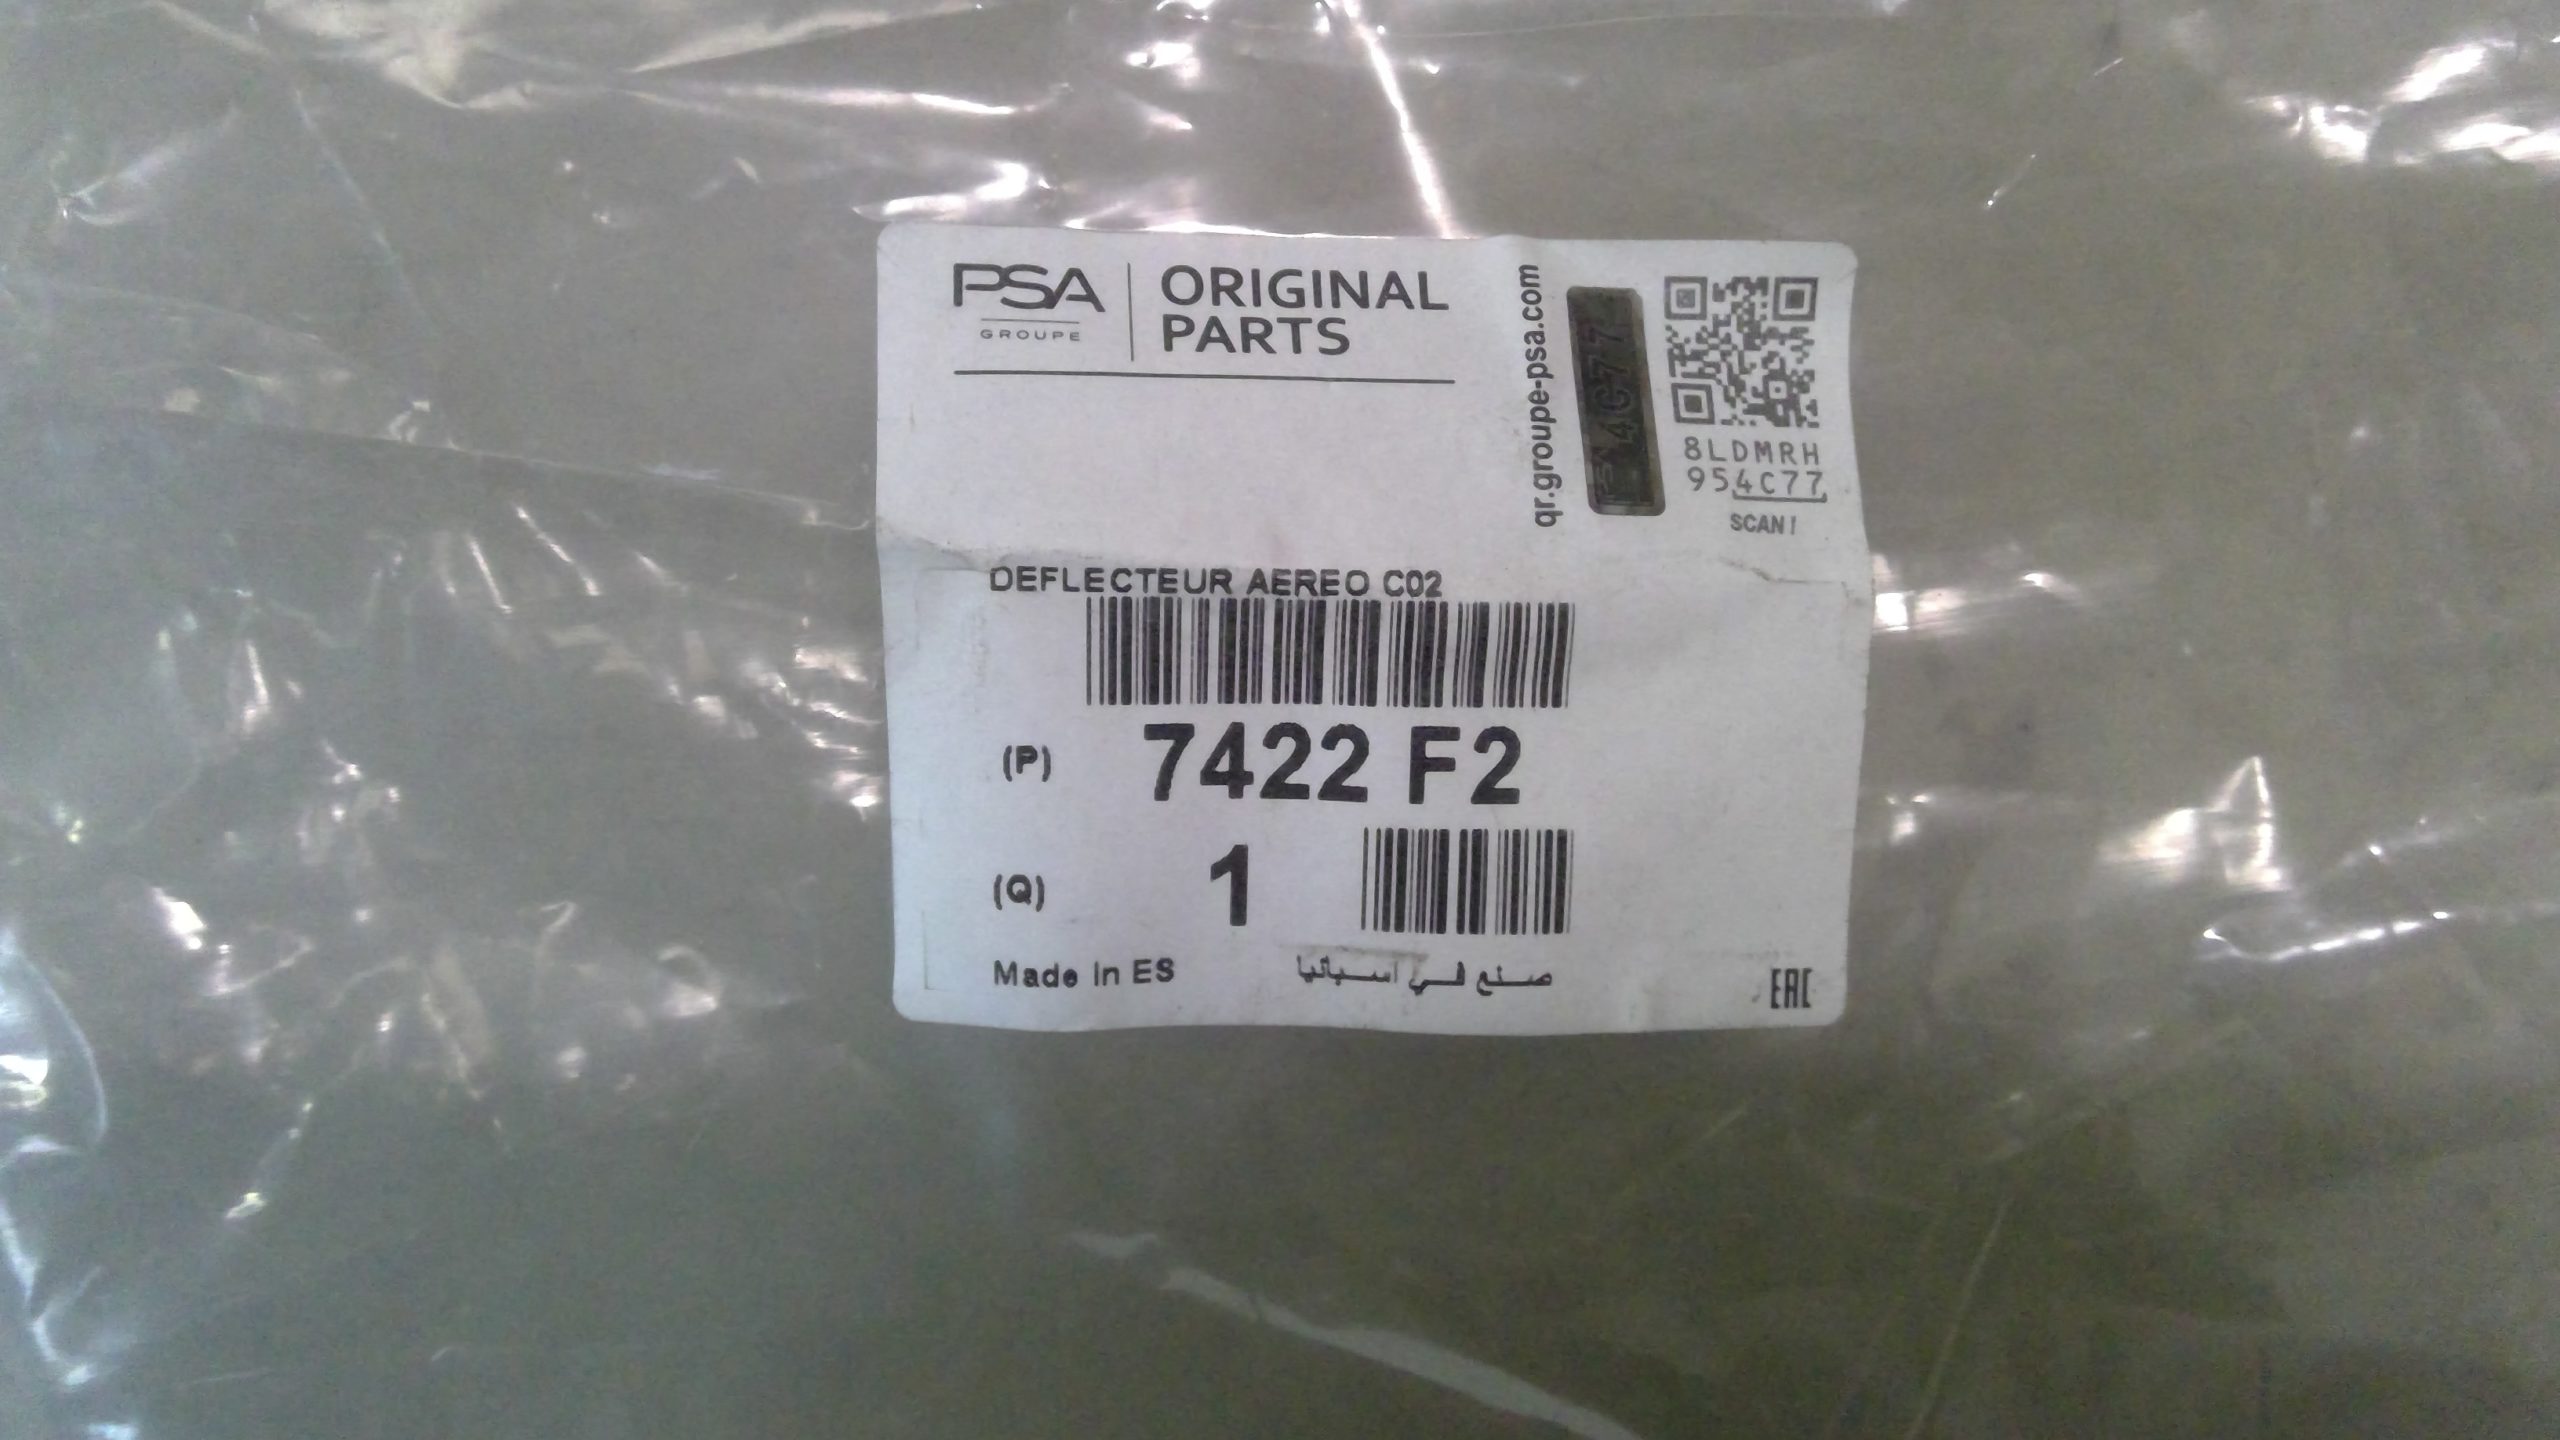 PSA
GROUPE
ORIGINAL
PARTS
qr.groupe-psa.com
4C77
8LDMRH
954C77
SCAN!
DEFLECTEUR AEREO C02
(P) 7422 F2
(Q) 1
Made in ES
صنع في اسبانيا
EAC